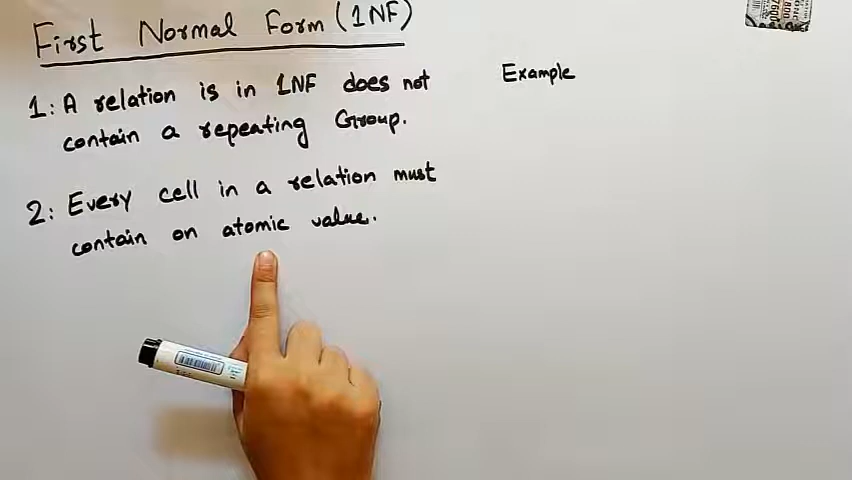 First Normal Form (1NF)
1: A relation is in 1NF does not
contain a repeating Group.
2: Every cell in a relation must
contain on atomic value.
Example